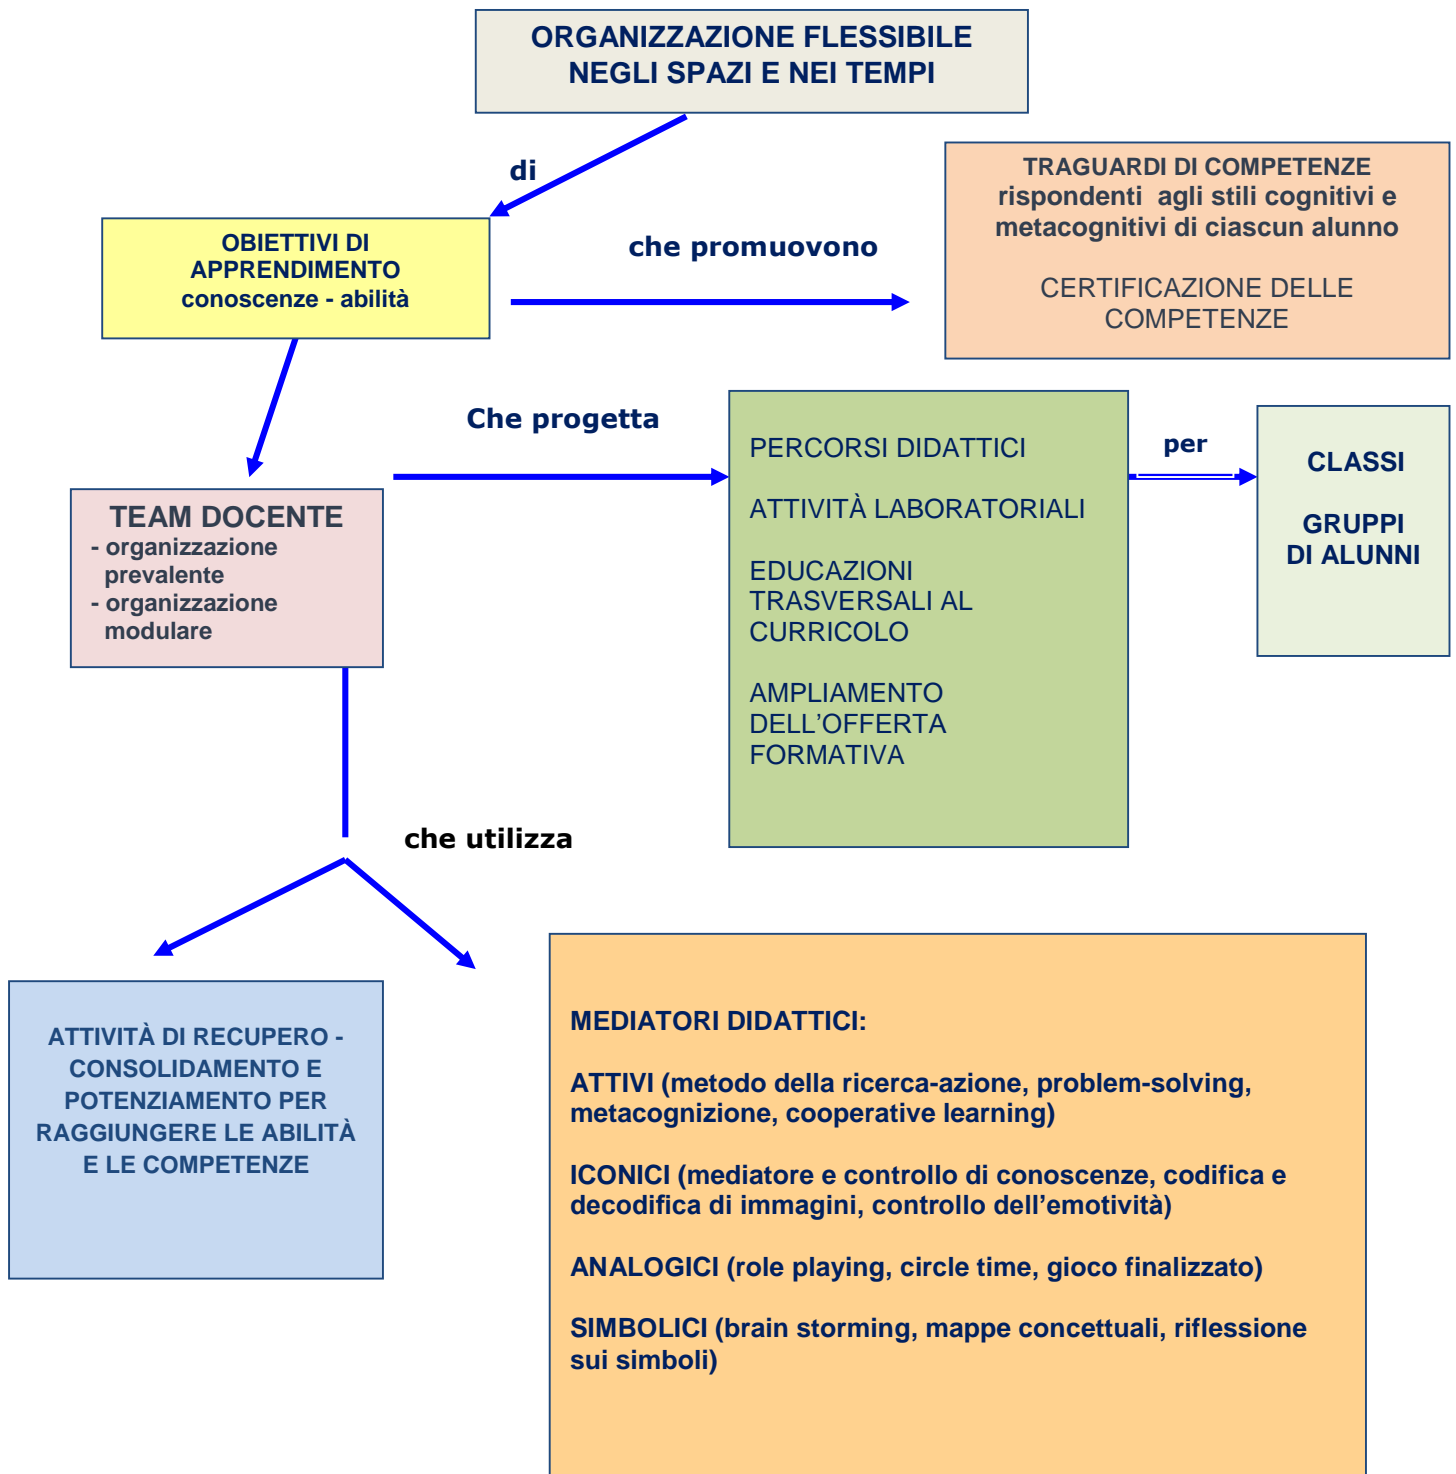 ORGANIZZAZIONE FLESSIBILE
NEGLI SPAZI E NEI TEMPI
di
TRAGUARDI DI COMPETENZE
rispondenti agli stili cognitivi e
metacognitivi di ciascun alunno
CERTIFICAZIONE DELLE
COMPETENZE
OBIETTIVI DI
APPRENDIMENTO
conoscenze - abilità
che promuovono
Che progetta
PERCORSI DIDATTICI
ATTIVITÀ LABORATORIALI
EDUCAZIONI
TRASVERSALI AL
CURRICOLO
AMPLIAMENTO
DELL’OFFERTA
FORMATIVA
per
CLASSI
GRUPPI
DI ALUNNI
TEAM DOCENTE
- organizzazione
prevalente
- organizzazione
modulare
che utilizza
ATTIVITÀ DI RECUPERO -
CONSOLIDAMENTO E
POTENZIAMENTO PER
RAGGIUNGERE LE ABILITÀ
E LE COMPETENZE
MEDIATORI DIDATTICI:
ATTIVI (metodo della ricerca-azione, problem-solving,
metacognizione, cooperative learning)
ICONICI (mediatore e controllo di conoscenze, codifica e
decodifica di immagini, controllo dell’emotività)
ANALOGICI (role playing, circle time, gioco finalizzato)
SIMBOLICI (brain storming, mappe concettuali, riflessione
sui simboli)